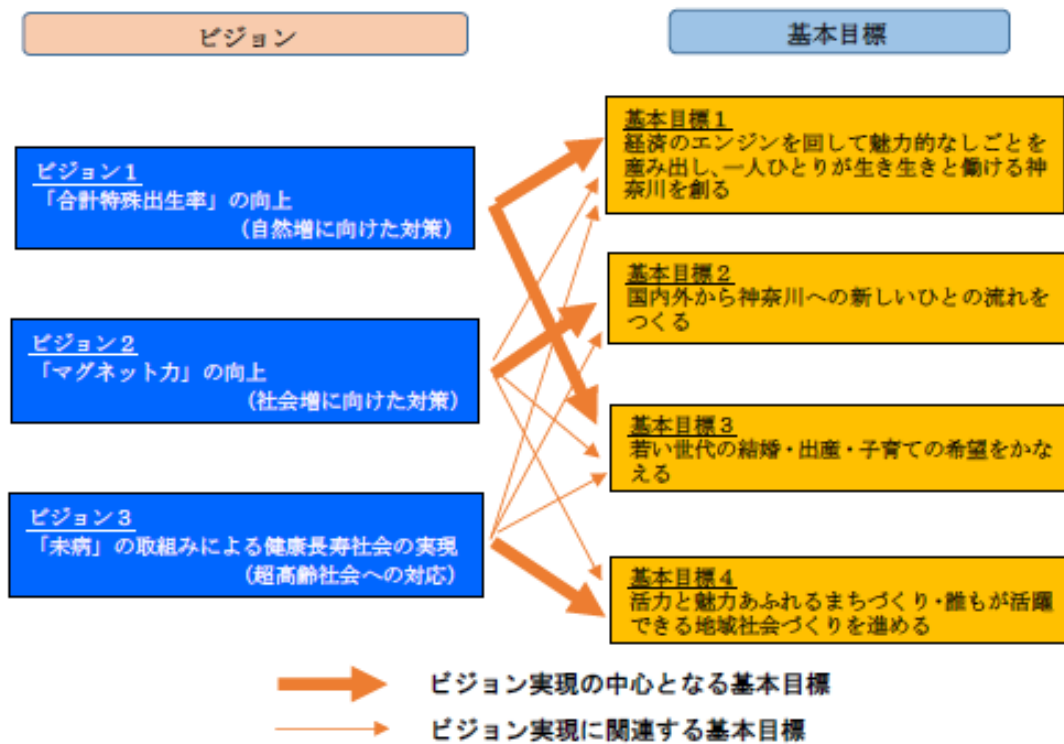 ビジョン
基本目標
ビジョン１
「合計特殊出生率」の向上
（自然増に向けた対策）
ビジョン２
「マグネット力」の向上
（社会増に向けた対策）
ビジョン３
「未病」の取組みによる健康長寿社会の実現
（超高齢社会への対応）
基本目標１
経済のエンジンを回して魅力的なしごとを
産み出し、一人ひとりが生き生きと働ける神
奈川を創る
基本目標２
国内外から神奈川への新しいひとの流れを
つくる
基本目標３
若い世代の結婚・出産・子育ての希望をかな
える
基本目標４
活力と魅力あふれるまちづくり・誰もが活躍
できる地域社会づくりを進める
ビジョン実現の中心となる基本目標
ビジョン実現に関連する基本目標